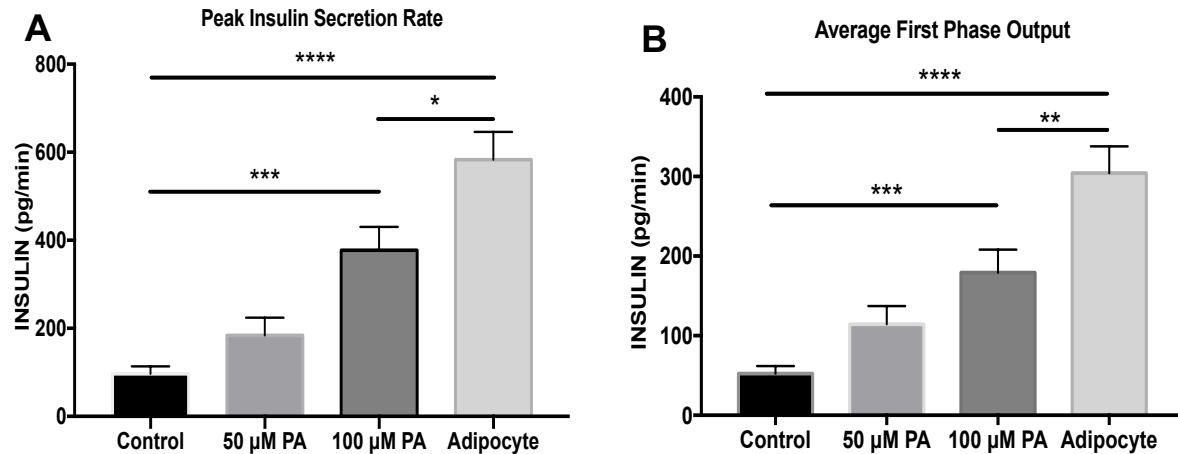 A
Peak Insulin Secretion Rate
INSULIN (pg/min)
800
600
400
200
0
****
*
***
Control 50 µM PA 100 µM PA Adipocyte
B
Average First Phase Output
INSULIN (pg/min)
400
300
200
100
0
****
**
***
Control 50 µM PA 100 µM PA Adipocyte